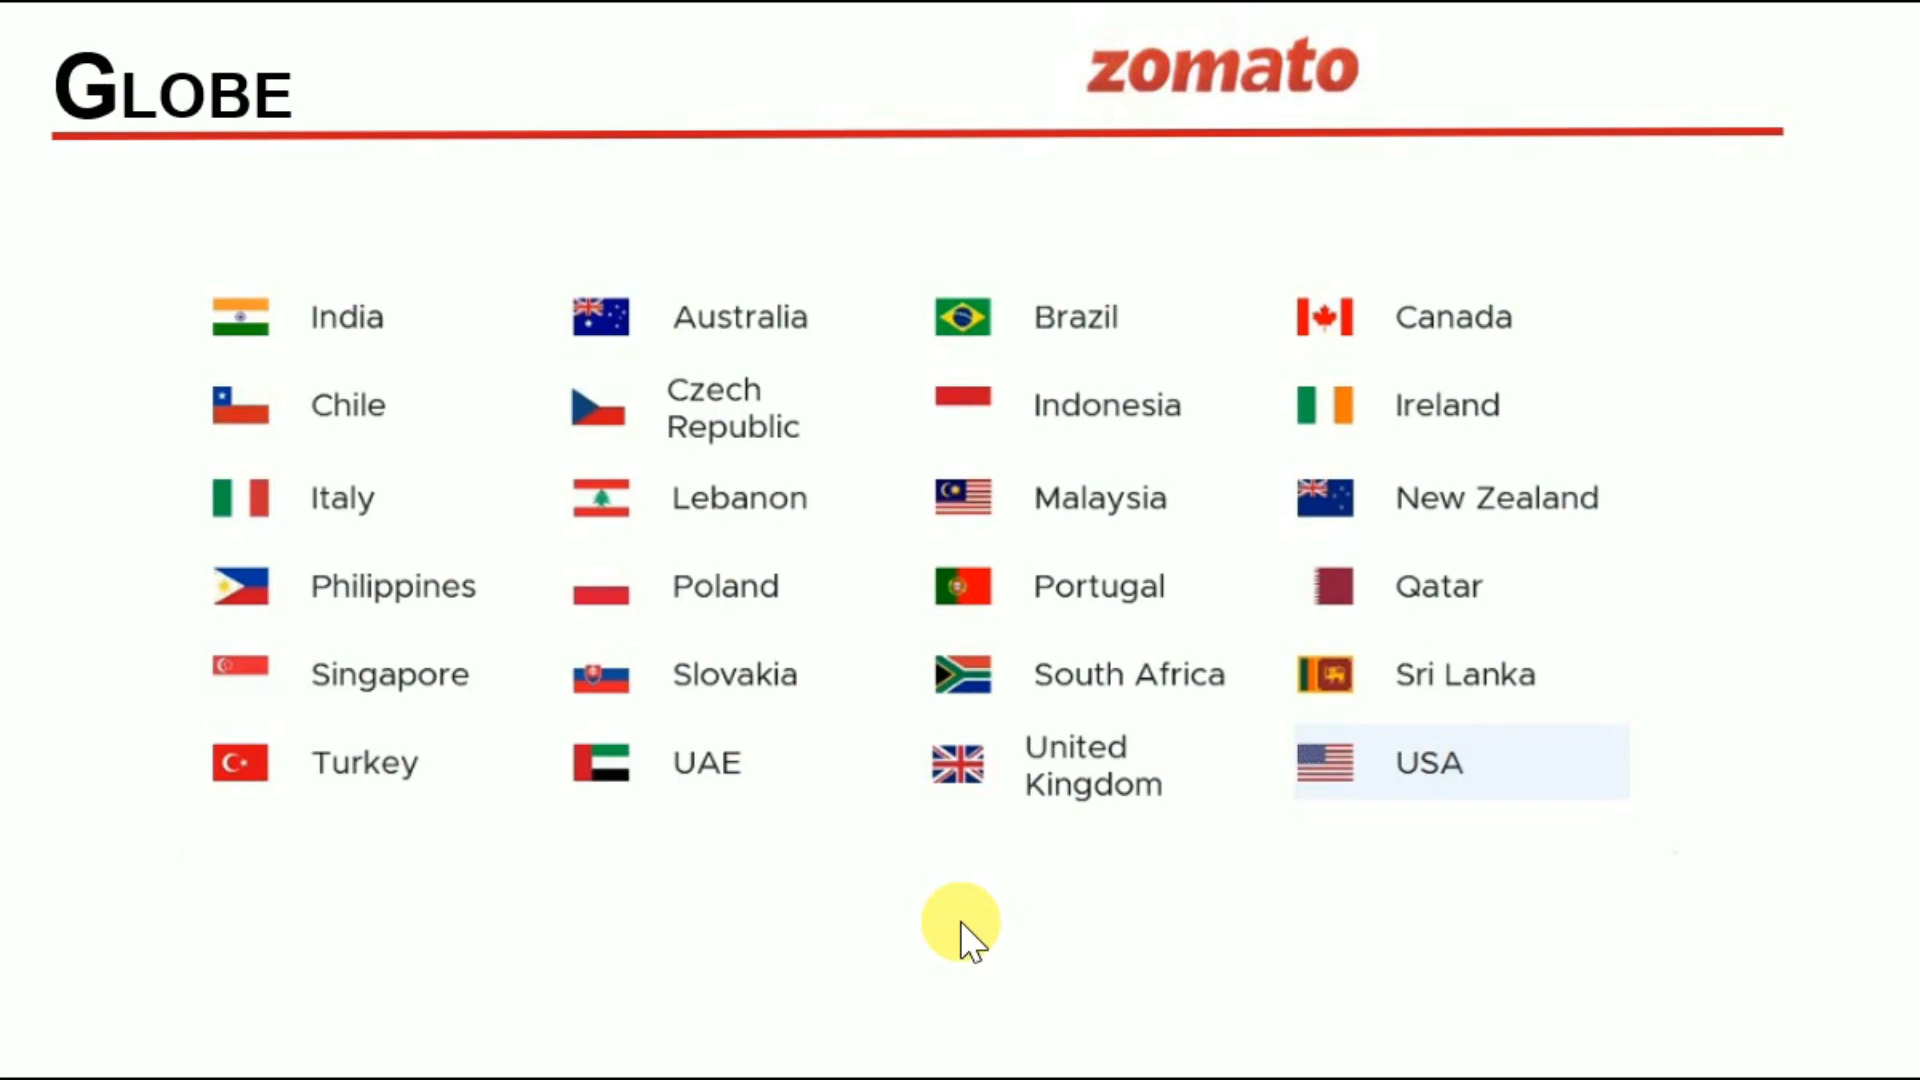 GLOBE
zomato
India
Australia
Brazil
Canada
Chile
Czech
Republic
Indonesia
Ireland
Italy
Lebanon
Malaysia
New Zealand
Philippines
Poland
Portugal
Qatar
Singapore
Slovakia
South Africa
Sri Lanka
Turkey
UAE
United
Kingdom
USA